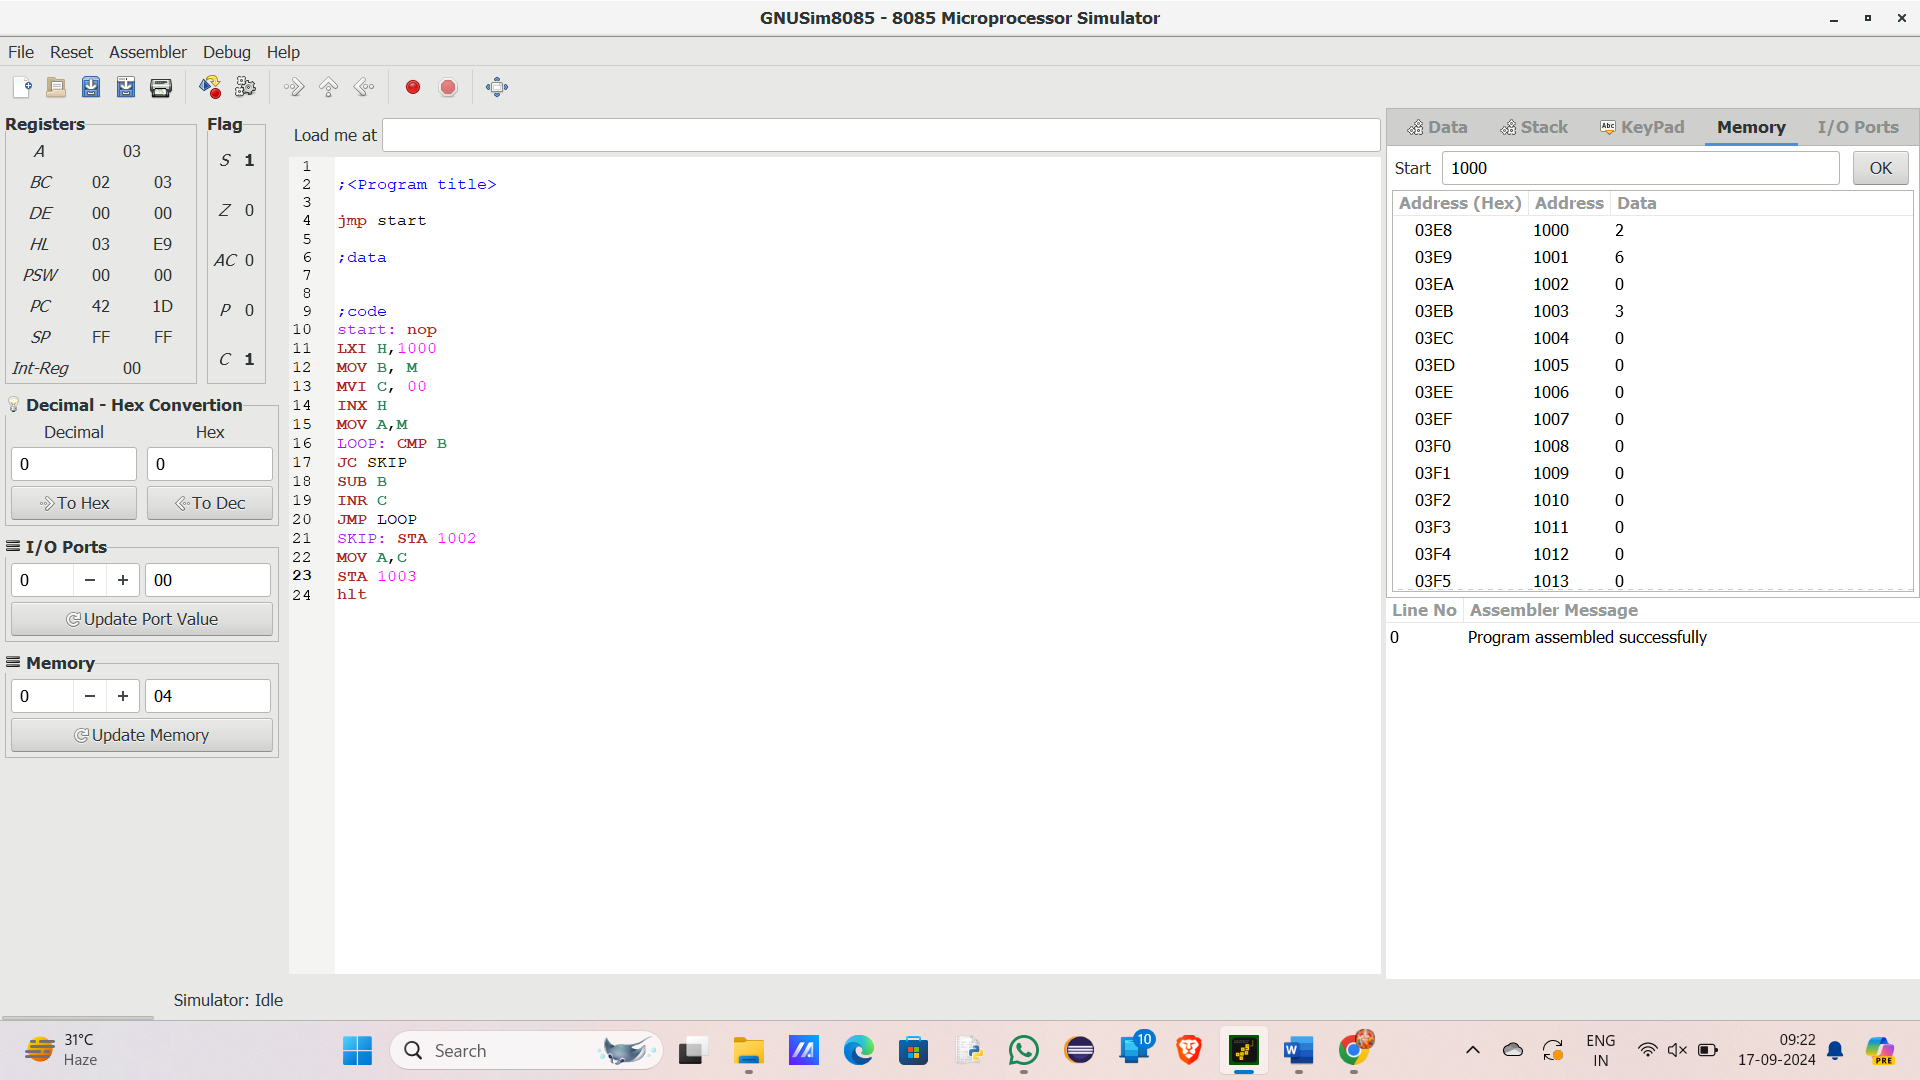 GNUSim8085 - 8085 Microprocessor Simulator
File Reset Assembler Debug Help
Registers
A 03
BC 02 03
DE 00 00
HL 03 E9
PSW 00 00
PC 42 1D
SP FF FF
Int-Reg 00
Flag
S 1
Z 0
AC 0
P 0
C 1
Decimal - Hex Convertion
Decimal Hex
0 0
To Hex To Dec
I/O Ports
0 − + 00
Update Port Value
Memory
0 − + 04
Update Memory
Load me at
1
2 ;<Program title>
3
4 jmp start
5
6 ;data
7
8
9 ;code
10 start: nop
11 LXI H,1000
12 MOV B, M
13 MVI C, 00
14 INX H
15 MOV A,M
16 LOOP: CMP B
17 JC SKIP
18 SUB B
19 INR C
20 JMP LOOP
21 SKIP: STA 1002
22 MOV A,C
23 STA 1003
24 hlt
Data Stack Abc KeyPad Memory I/O Ports
Start 1000 OK
Address (Hex) Address Data
03E8 1000 2
03E9 1001 6
03EA 1002 0
03EB 1003 3
03EC 1004 0
03ED 1005 0
03EE 1006 0
03EF 1007 0
03F0 1008 0
03F1 1009 0
03F2 1010 0
03F3 1011 0
03F4 1012 0
03F5 1013 0
Line No Assembler Message
0 Program assembled successfully
Simulator: Idle
31°C
Haze
Search
10
W
ENG
IN
09:22
17-09-2024
PRE